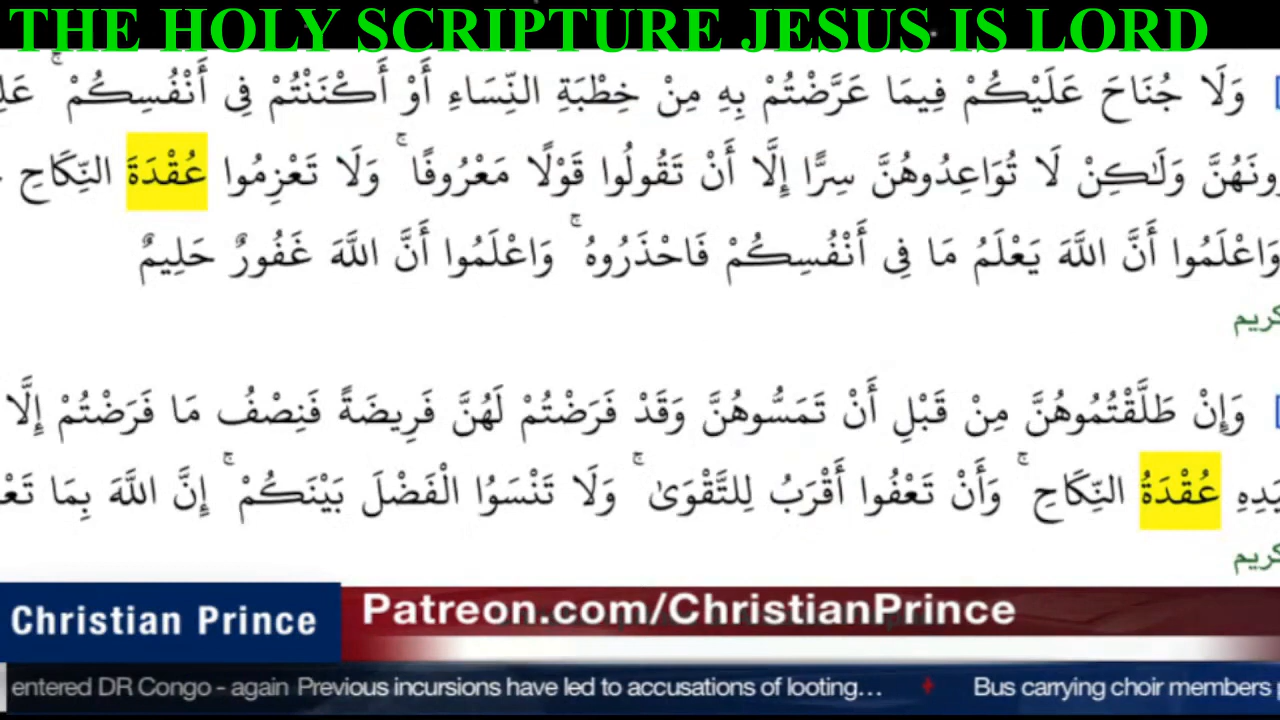 THE HOLY SCRIPTURE JESUS IS LORD
وَلَا جُنَاحَ عَلَيْكُمْ فِيمَا عَرَّضْتُمْ بِهِ مِنْ خِطْبَةِ النِّسَاءِ أَوْ أَكْنَنْتُمْ فِى أَنْفُسِكُمْ ۚ
وَلَٰكِنْ لَا تُوَاعِدُوهُنَّ سِرًّا إِلَّا أَنْ تَقُولُوا قَوْلًا مَعْرُوفًا ۚ وَلَا تَعْزِمُوا عُقْدَةَ النِّكَاحِ
وَاعْلَمُوا أَنَّ اللَّهَ يَعْلَمُ مَا فِى أَنْفُسِكُمْ فَاحْذَرُوهُ ۚ وَاعْلَمُوا أَنَّ اللَّهَ غَفُورٌ حَلِيمٌ
كريم
وَإِنْ طَلَّقْتُمُوهُنَّ مِنْ قَبْلِ أَنْ تَمَسُّوهُنَّ وَقَدْ فَرَضْتُمْ لَهُنَّ فَرِيضَةً فَنِصْفُ مَا فَرَضْتُمْ إِلَّا
يَدِهِ عُقْدَةُ النِّكَاحِ ۚ وَأَنْ تَعْفُوا أَقْرَبُ لِلتَّقْوَىٰ ۚ وَلَا تَنْسَوُا الْفَضْلَ بَيْنَكُمْ ۚ إِنَّ اللَّهَ بِمَا
كريم
Christian Prince
Patreon.com/ChristianPrince
entered DR Congo - again Previous incursions have led to accusations of looting... Bus carrying choir members